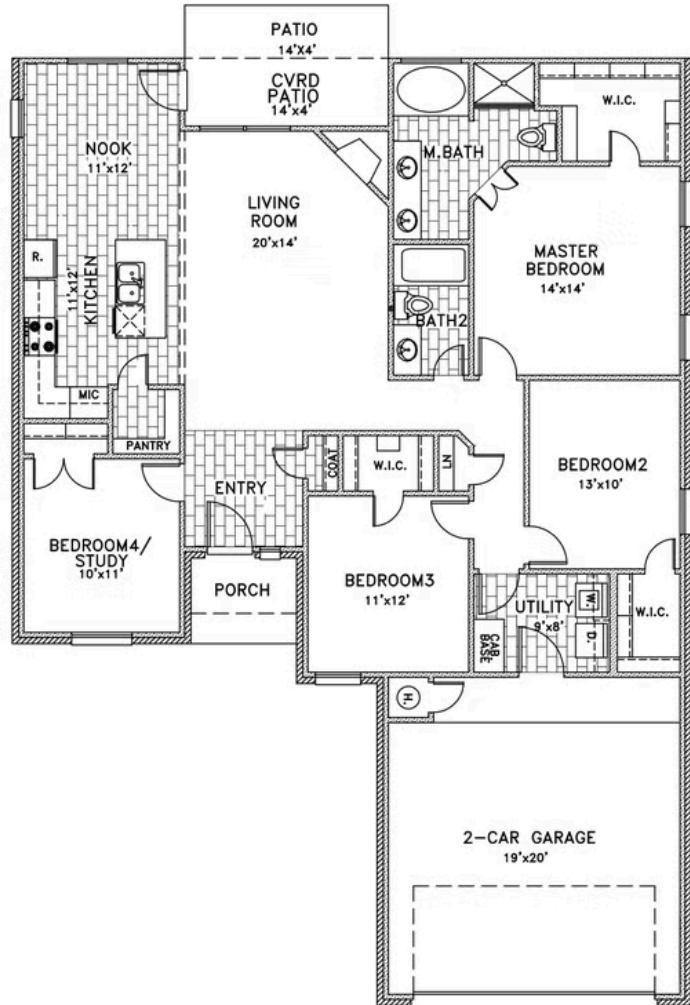 PATIO
14'X4'
CVRD
PATIO
14'x4'
W.I.C.
NOOK
11'x12'
M.BATH
LIVING
ROOM
20'x14'
R.
11'x12'
KITCHEN
MASTER
BEDROOM
14'x14'
BATH2
MIC
PANTRY
COAT
W.I.C.
LN
BEDROOM2
13'x10'
ENTRY
BEDROOM4/
STUDY
10'x11'
PORCH
BEDROOM3
11'x12'
UTILITY
9'x8'
W.
D.
W.I.C.
CAB
BASE
H.
2-CAR GARAGE
19'x20'